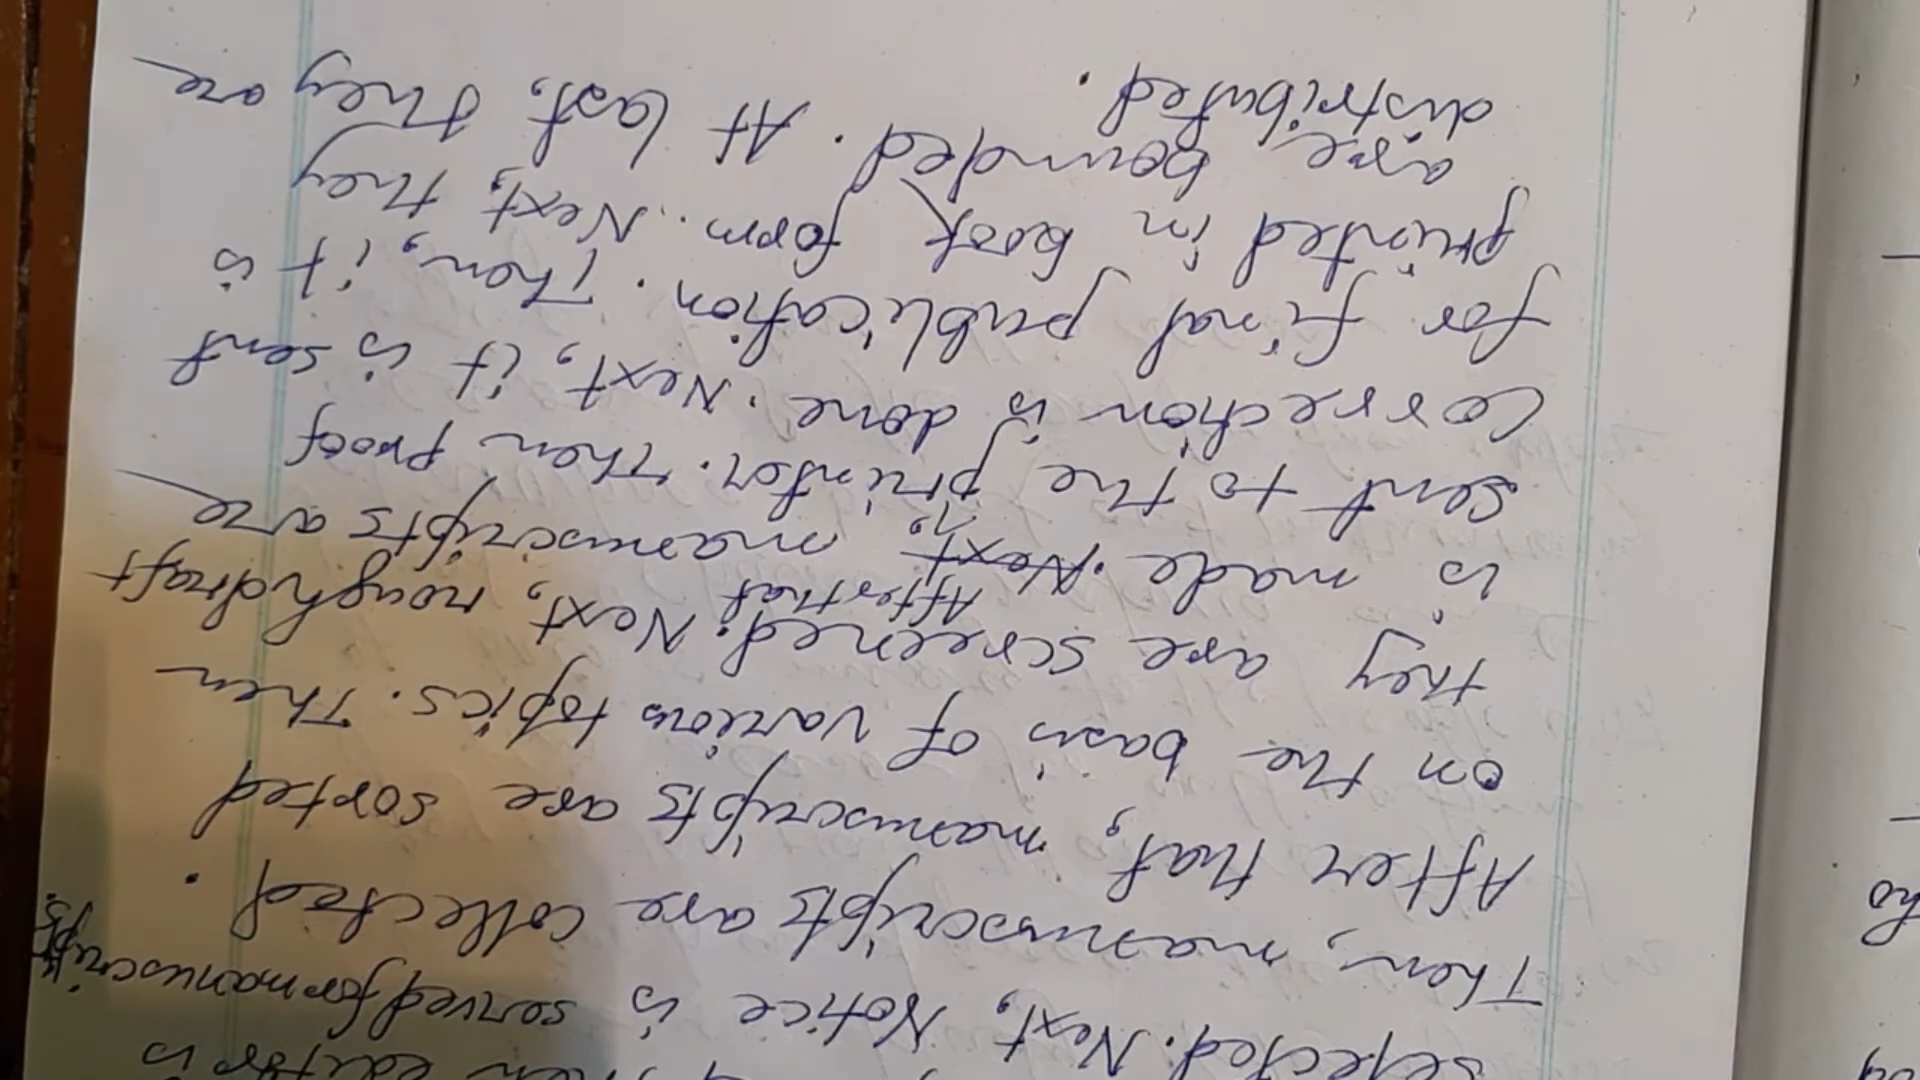 Then editor is
selected. Next, Notice is served for manuscripts.
Then, manuscripts are collected.
After that, manuscripts are sorted
on the basis of various topics. Then
they are screened. Next, rough draft
is made. After that, manuscripts are
sent to the printer. Then proof
correction is done. Next, it is sent
for final publication. Then, it is
printed in book form. Next, they
are bounded. At last, they are
distributed.